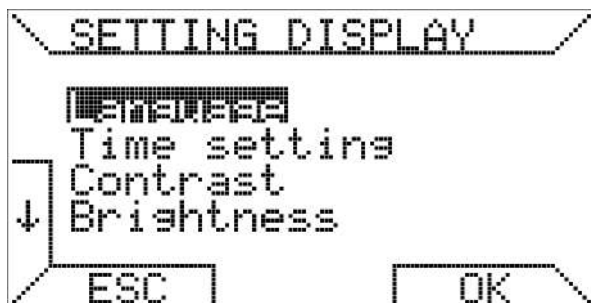 SETTING DISPLAY
Language
Time setting
Contrast
↓ Brightness
ESC OK